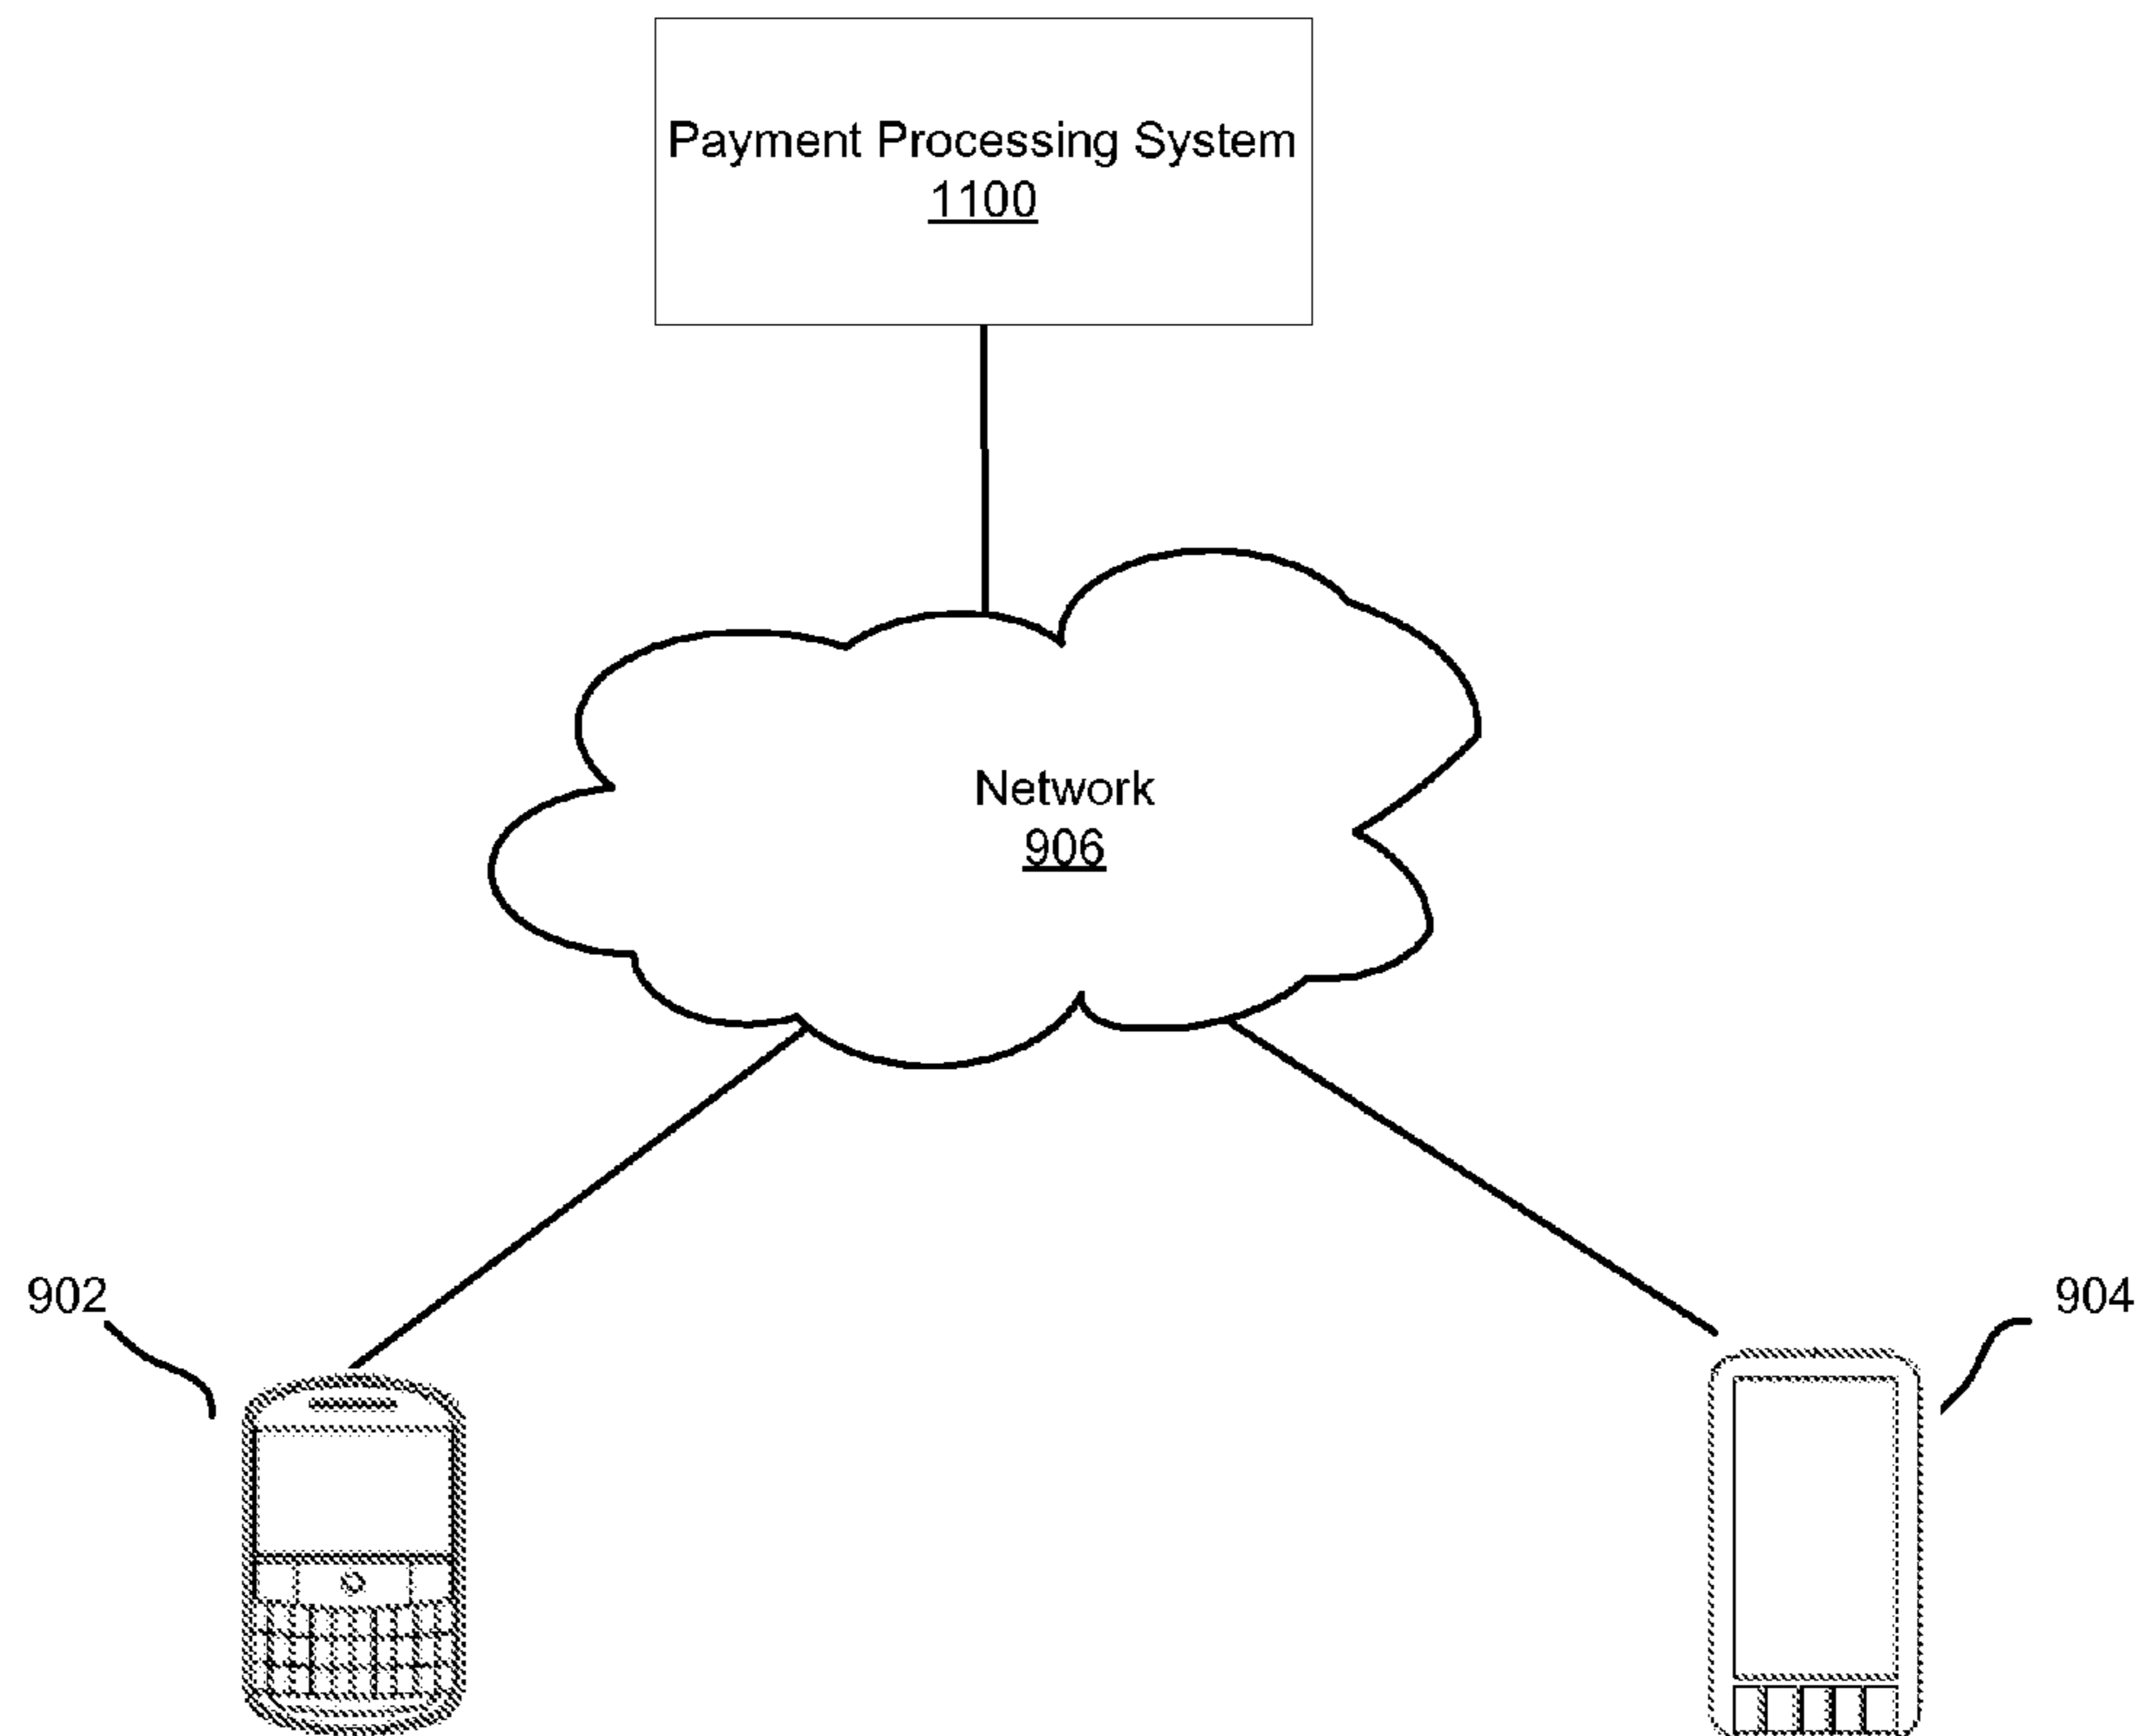 Payment Processing System
1100
Network
906
902
904